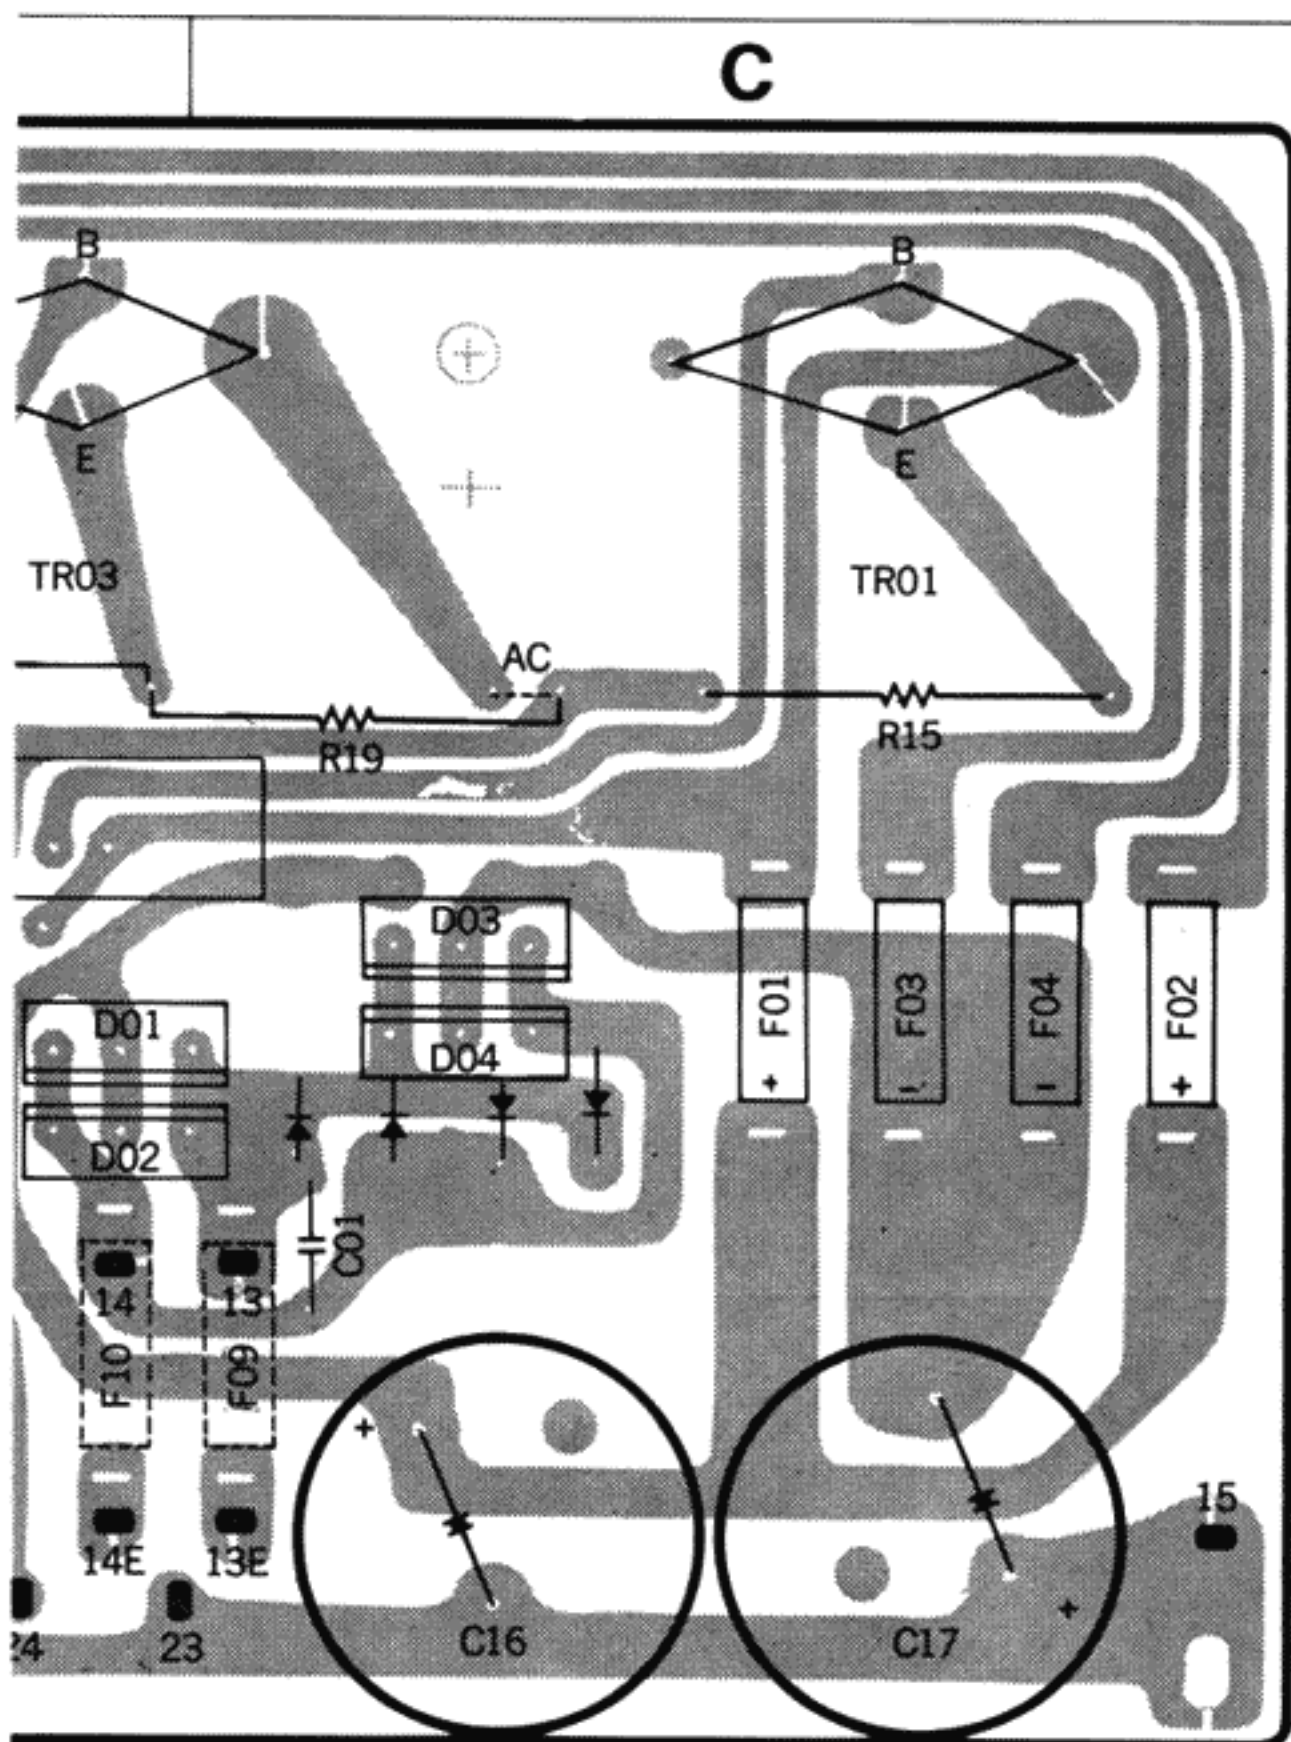 C
B
B
E
E
TR03
TR01
AC
R19
R15
D03
F01
+
F03
-
F04
-
F02
+
D01
D04
D02
C01
14
13
F10
F09
+
15
14E
13E
+
24
23
C16
C17